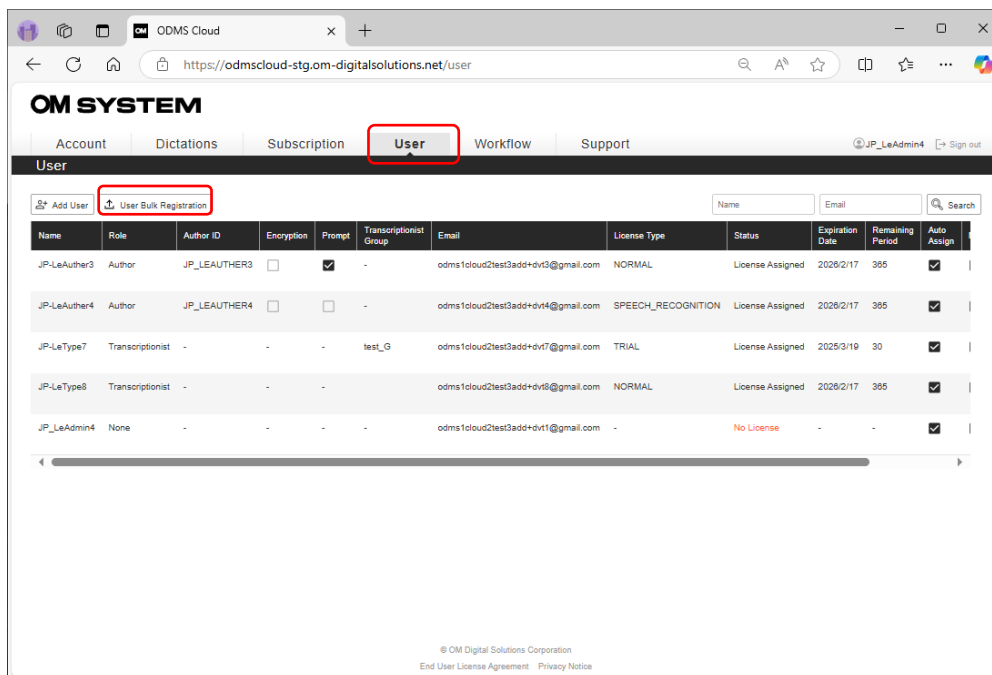 OM ODMS Cloud
https://odmscloud-stg.om-digitalsolutions.net/user
OM SYSTEM
Account Dictations Subscription User Workflow Support JP_LeAdmin4 Sign out
User
Add User User Bulk Registration Name Email Search
Name Role Author ID Encryption Prompt Transcriptionist Group Email License Type Status Expiration Date Remaining Period Auto Assign
JP-LeAuther3 Author JP_LEAUTHER3 - odms1cloud2test3add+dvt3@gmail.com NORMAL License Assigned 2026/2/17 365
JP-LeAuther4 Author JP_LEAUTHER4 - odms1cloud2test3add+dvt4@gmail.com SPEECH_RECOGNITION License Assigned 2026/2/17 365
JP-LeType7 Transcriptionist - - - test_G odms1cloud2test3add+dvt7@gmail.com TRIAL License Assigned 2025/3/19 30
JP-LeType8 Transcriptionist - - - odms1cloud2test3add+dvt8@gmail.com NORMAL License Assigned 2026/2/17 365
JP_LeAdmin4 None - - - - odms1cloud2test3add+dvt1@gmail.com - No License - -
© OM Digital Solutions Corporation
End User License Agreement Privacy Notice